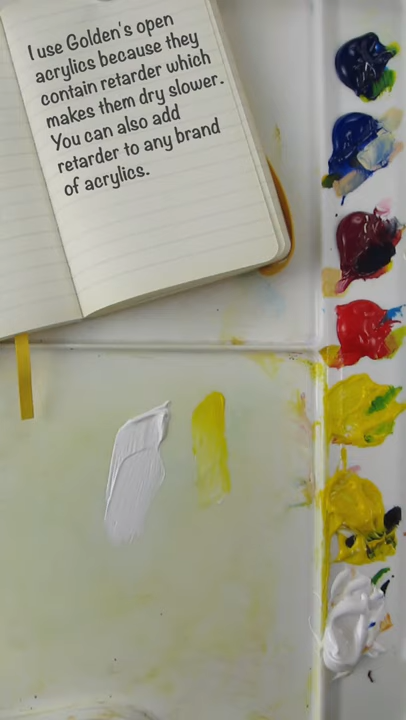 I use Golden's open
acrylics because they
contain retarder which
makes them dry slower.
You can also add
retarder to any brand
of acrylics.